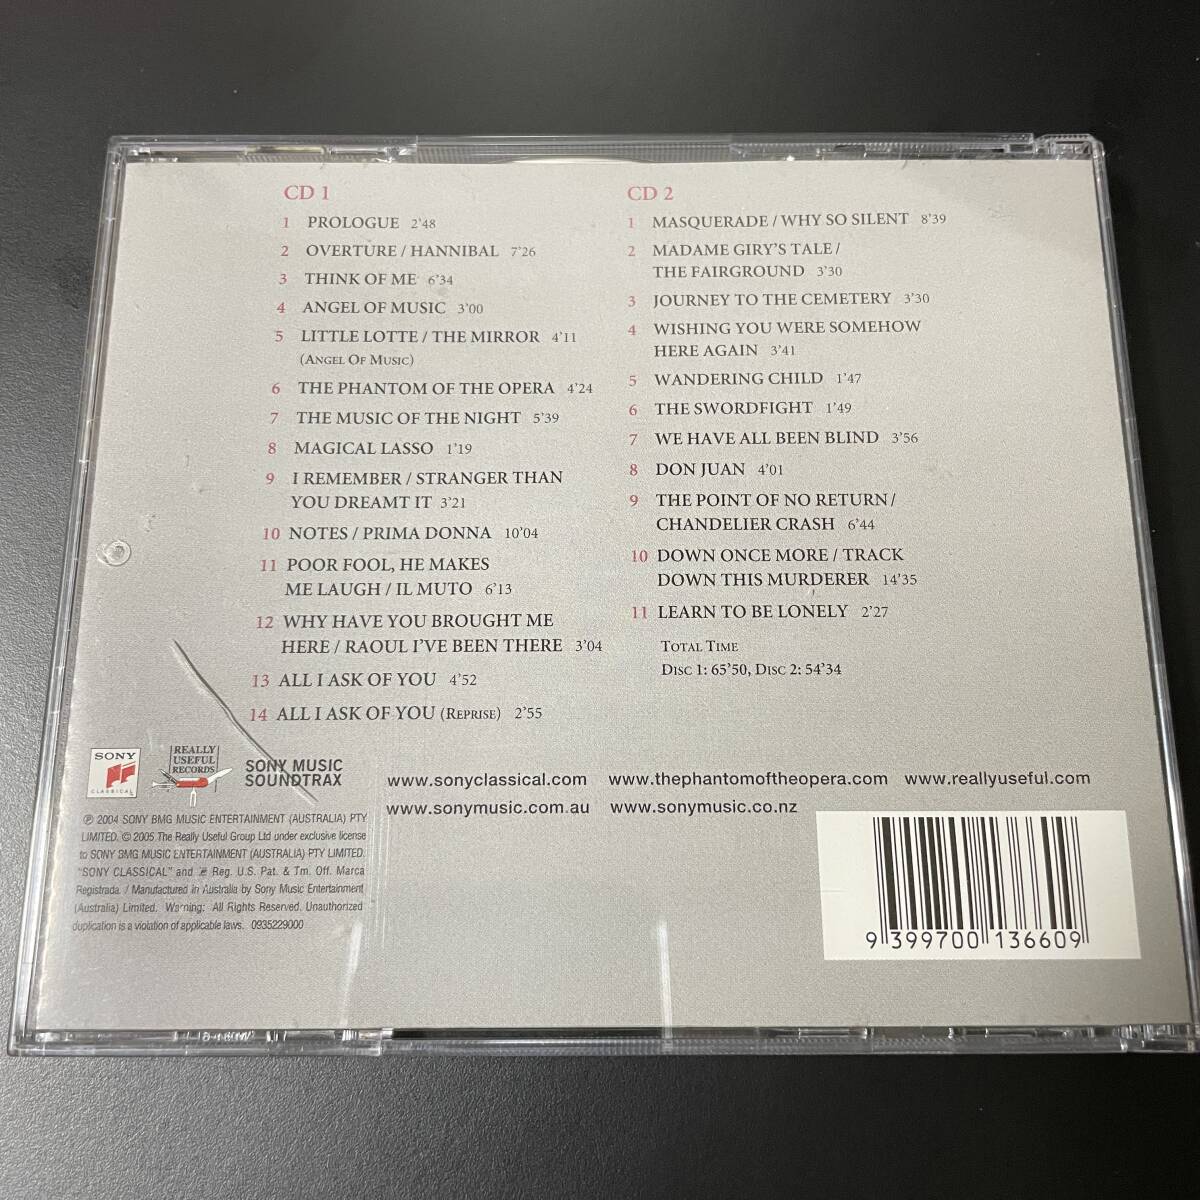 CD 1
1 PROLOGUE 2'48
2 OVERTURE / HANNIBAL 7'26
3 THINK OF ME 6'34
4 ANGEL OF MUSIC 3'00
5 LITTLE LOTTE / THE MIRROR 4'11
(ANGEL OF MUSIC)
6 THE PHANTOM OF THE OPERA 4'24
7 THE MUSIC OF THE NIGHT 5'39
8 MAGICAL LASSO 1'19
9 I REMEMBER / STRANGER THAN
YOU DREAMT IT 3'21
10 NOTES / PRIMA DONNA 10'04
11 POOR FOOL, HE MAKES
ME LAUGH / IL MUTO 6'13
12 WHY HAVE YOU BROUGHT ME
HERE / RAOUL I'VE BEEN THERE 3'04
13 ALL I ASK OF YOU 4'52
14 ALL I ASK OF YOU (REPRISE) 2'55
CD 2
1 MASQUERADE / WHY SO SILENT 8'39
2 MADAME GIRY'S TALE /
THE FAIRGROUND 3'30
3 JOURNEY TO THE CEMETERY 3'30
4 WISHING YOU WERE SOMEHOW
HERE AGAIN 3'41
5 WANDERING CHILD 1'47
6 THE SWORDFIGHT 1'49
7 WE HAVE ALL BEEN BLIND 3'56
8 DON JUAN 4'01
9 THE POINT OF NO RETURN /
CHANDELIER CRASH 6'44
10 DOWN ONCE MORE / TRACK
DOWN THIS MURDERER 14'35
11 LEARN TO BE LONELY 2'27
TOTAL TIME
DISC 1: 65'50, DISC 2: 54'34
SONY
CLASSICAL
REALLY
USEFUL
RECORDS
SONY MUSIC
SOUNDTRAX
www.sonyclassical.com www.thephantomoftheopera.com www.reallyuseful.com
www.sonymusic.com.au www.sonymusic.co.nz
℗ 2004 SONY BMG MUSIC ENTERTAINMENT (AUSTRALIA) PTY
LIMITED. © 2005 The Really Useful Group Ltd under exclusive license
to SONY BMG MUSIC ENTERTAINMENT (AUSTRALIA) PTY LIMITED.
"SONY CLASSICAL" and Reg. U.S. Pat. & Tm. Off. Marca
Registrada. / Manufactured in Australia by Sony Music Entertainment
(Australia) Limited. Warning: All Rights Reserved. Unauthorized
duplication is a violation of applicable laws. 0935229000
9 399700 136609